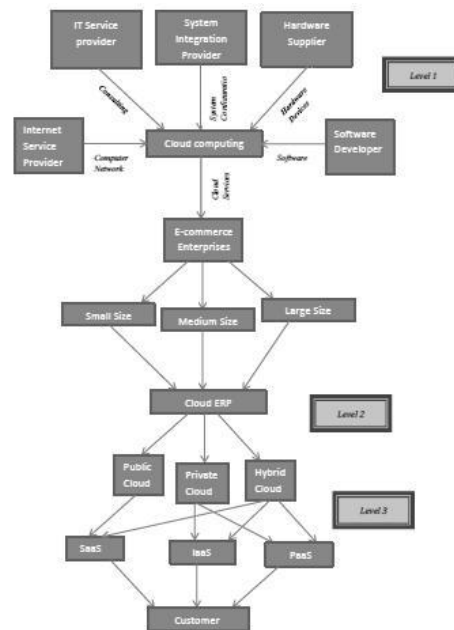 IT Service
provider
System
Integration
Provider
Hardware
Supplier
Level 1
Consulting
System
Configuratio
Hardware
Devices
Internet
Service
Provider
Cloud computing
Software
Developer
Computer
Network
Software
Cloud
Services
E-commerce
Enterprises
Small Size
Medium Size
Large Size
Cloud ERP
Level 2
Public
Cloud
Private
Cloud
Hybrid
Cloud
Level 3
SaaS
IaaS
PaaS
Customer